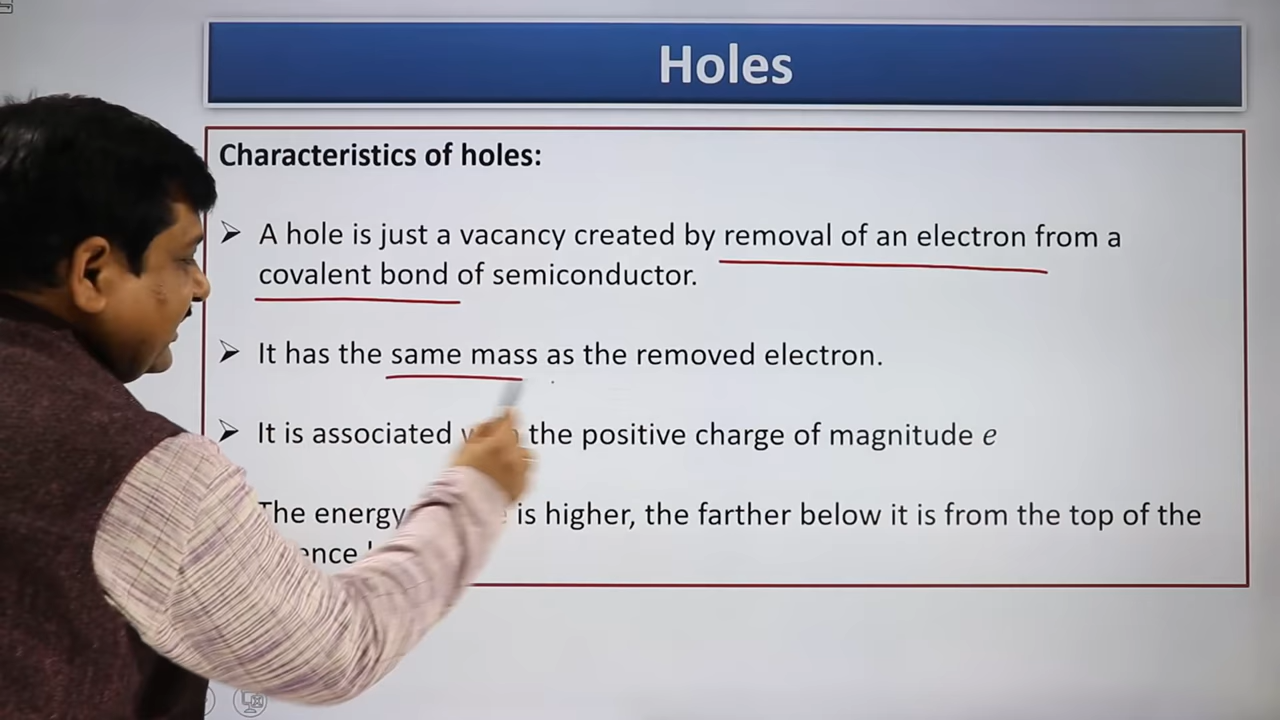 Holes
Characteristics of holes:
A hole is just a vacancy created by removal of an electron from a
covalent bond of semiconductor.
It has the same mass as the removed electron.
It is associated the positive charge of magnitude e
The energy is higher, the farther below it is from the top of the